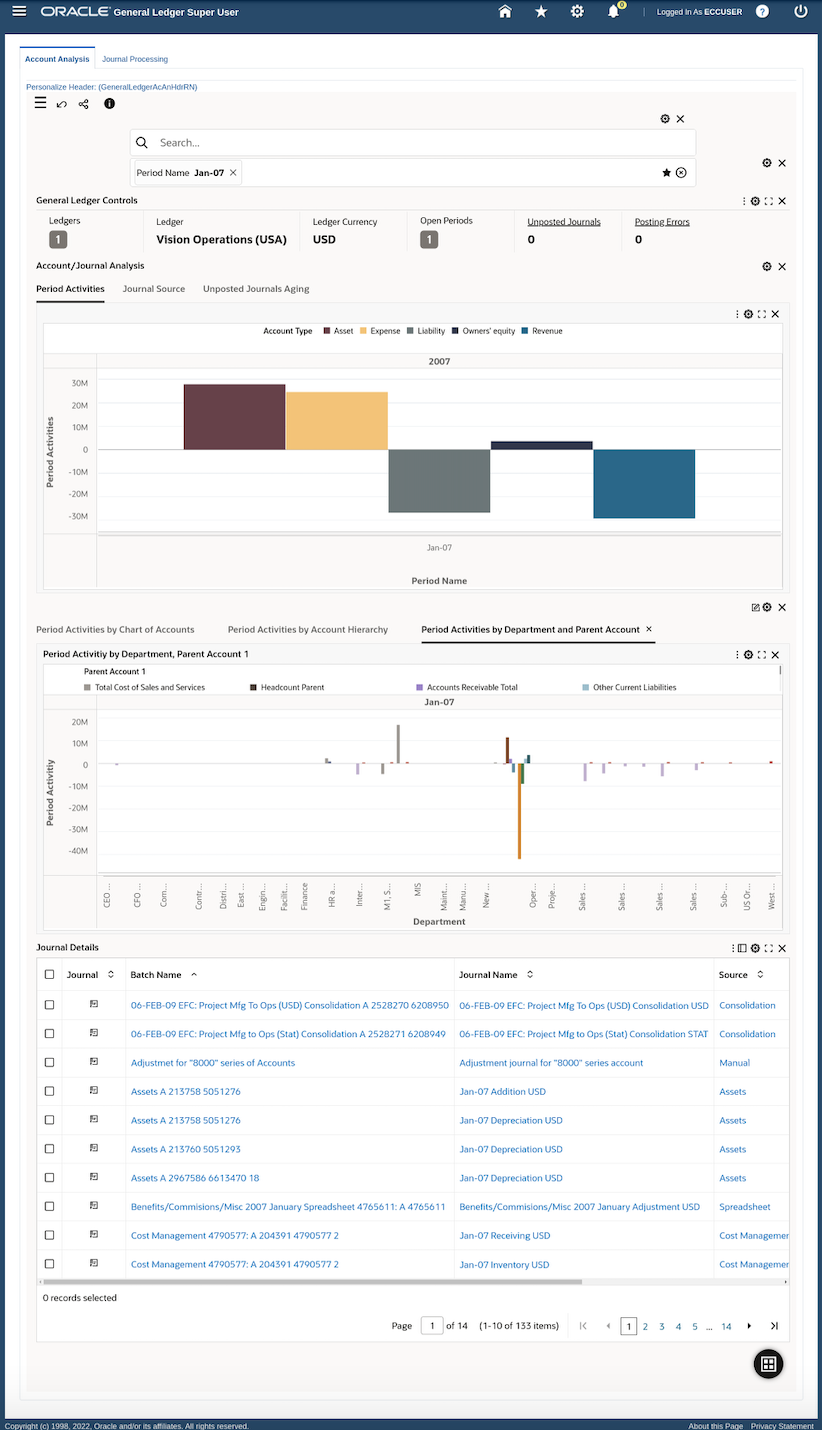 ORACLE General Ledger Super User
0
Logged In As ECCUSER
?
Account Analysis Journal Processing
Personalize Header: (GeneralLedgerAcAnHdrRN)
Search...
Period Name Jan-07
General Ledger Controls
Ledgers Ledger Ledger Currency Open Periods Unposted Journals Posting Errors
1 Vision Operations (USA) USD 1 0 0
Account/Journal Analysis
Period Activities Journal Source Unposted Journals Aging
Account Type Asset Expense Liability Owners' equity Revenue
2007
30M
20M
10M
0
-10M
-20M
-30M
Period Activities
Jan-07
Period Name
Period Activities by Chart of Accounts Period Activities by Account Hierarchy Period Activities by Department and Parent Account
Period Activitiy by Department, Parent Account 1
Parent Account 1
Total Cost of Sales and Services Headcount Parent Accounts Receivable Total Other Current Liabilities
Jan-07
20M
10M
0
-10M
-20M
-30M
-40M
Period Activitiy
CEO ... CFO ... Com... Contr... Distri... East ... Engin... Facilit... Finance HR a... Inter... M1, S... MIS Maint... Manu... New ... Oper... Proje... Sales ... Sales ... Sales ... Sales ... Sub-... US Or... West ...
Department
Journal Details
Journal Batch Name Journal Name Source
06-FEB-09 EFC: Project Mfg To Ops (USD) Consolidation A 2528270 6208950 06-FEB-09 EFC: Project Mfg To Ops (USD) Consolidation USD Consolidation
06-FEB-09 EFC: Project Mfg to Ops (Stat) Consolidation A 2528271 6208949 06-FEB-09 EFC: Project Mfg to Ops (Stat) Consolidation STAT Consolidation
Adjustmet for "8000" series of Accounts Adjustment journal for "8000" series account Manual
Assets A 213758 5051276 Jan-07 Addition USD Assets
Assets A 213758 5051276 Jan-07 Depreciation USD Assets
Assets A 213760 5051293 Jan-07 Depreciation USD Assets
Assets A 2967586 6613470 18 Jan-07 Depreciation USD Assets
Benefits/Commisions/Misc 2007 January Spreadsheet 4765611: A 4765611 Benefits/Commisions/Misc 2007 January Adjustment USD Spreadsheet
Cost Management 4790577: A 204391 4790577 2 Jan-07 Receiving USD Cost Managemer
Cost Management 4790577: A 204391 4790577 2 Jan-07 Inventory USD Cost Managemer
0 records selected
Page 1 of 14 (1-10 of 133 items) 1 2 3 4 5 ... 14
Copyright (c) 1998, 2022, Oracle and/or its affiliates. All rights reserved. About this Page Privacy Statement